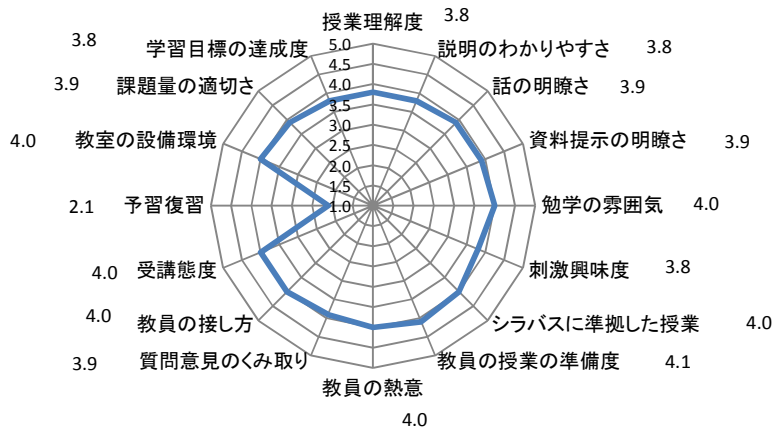 授業理解度 3.8
説明のわかりやすさ 3.8
話の明瞭さ 3.9
資料提示の明瞭さ 3.9
勉学の雰囲気 4.0
刺激興味度 3.8
シラバスに準拠した授業 4.0
教員の授業の準備度 4.1
教員の熱意
4.0
質問意見のくみ取り 3.9
教員の接し方 4.0
受講態度 4.0
予習復習 2.1
教室の設備環境 4.0
課題量の適切さ 3.9
学習目標の達成度 3.8
5.0
4.5
4.0
3.5
3.0
2.5
2.0
1.5
1.0